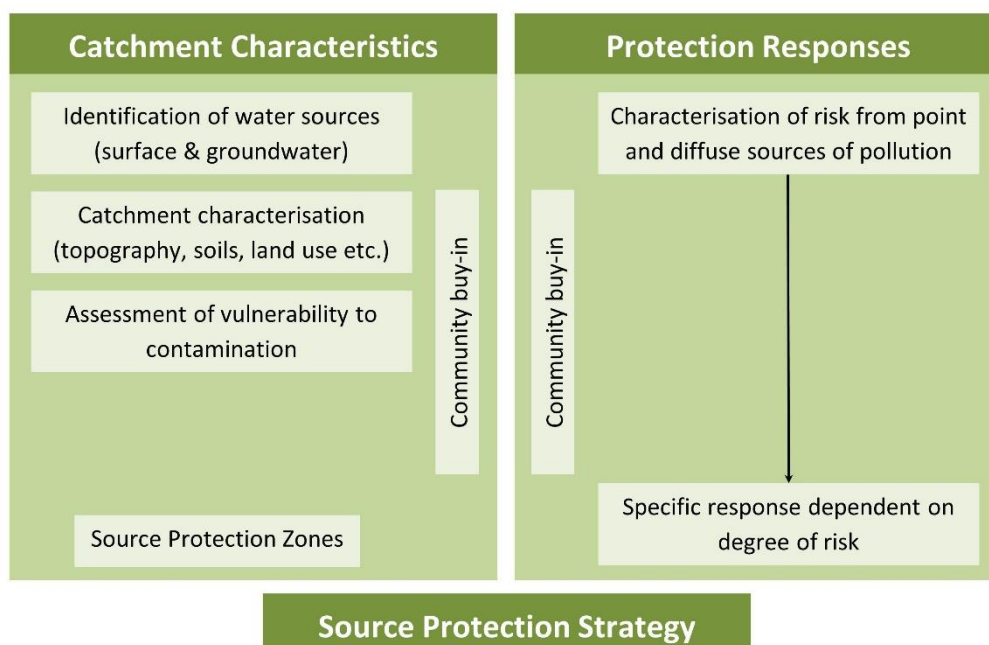 Catchment Characteristics
Identification of water sources
(surface & groundwater)
Catchment characterisation
(topography, soils, land use etc.)
Assessment of vulnerability to
contamination
Community buy-in
Source Protection Zones
Protection Responses
Characterisation of risk from point
and diffuse sources of pollution
Community buy-in
Specific response dependent on
degree of risk
Source Protection Strategy